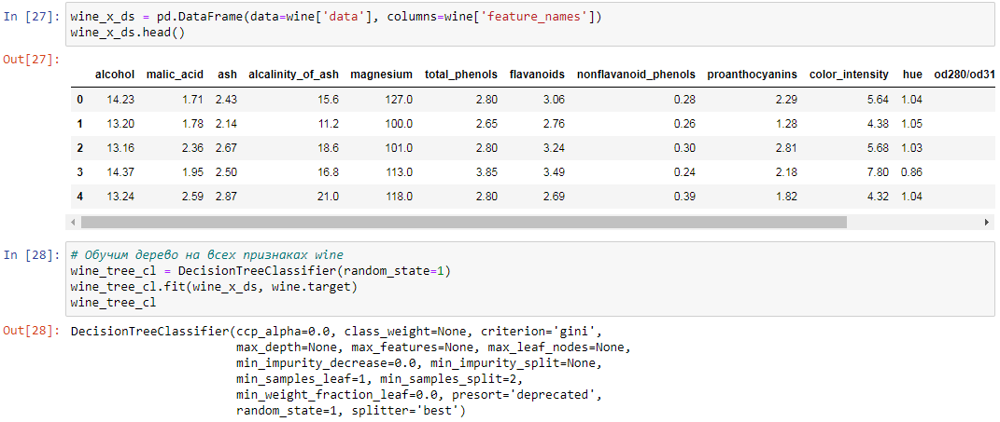 In [27]: wine_x_ds = pd.DataFrame(data=wine['data'], columns=wine['feature_names'])
wine_x_ds.head()
Out[27]:
alcohol malic_acid ash alcalinity_of_ash magnesium total_phenols flavanoids nonflavanoid_phenols proanthocyanins color_intensity hue od280/od31
0 14.23 1.71 2.43 15.6 127.0 2.80 3.06 0.28 2.29 5.64 1.04
1 13.20 1.78 2.14 11.2 100.0 2.65 2.76 0.26 1.28 4.38 1.05
2 13.16 2.36 2.67 18.6 101.0 2.80 3.24 0.30 2.81 5.68 1.03
3 14.37 1.95 2.50 16.8 113.0 3.85 3.49 0.24 2.18 7.80 0.86
4 13.24 2.59 2.87 21.0 118.0 2.80 2.69 0.39 1.82 4.32 1.04
In [28]: # Обучим дерево на всех признаках wine
wine_tree_cl = DecisionTreeClassifier(random_state=1)
wine_tree_cl.fit(wine_x_ds, wine.target)
wine_tree_cl
Out[28]: DecisionTreeClassifier(ccp_alpha=0.0, class_weight=None, criterion='gini',
max_depth=None, max_features=None, max_leaf_nodes=None,
min_impurity_decrease=0.0, min_impurity_split=None,
min_samples_leaf=1, min_samples_split=2,
min_weight_fraction_leaf=0.0, presort='deprecated',
random_state=1, splitter='best')